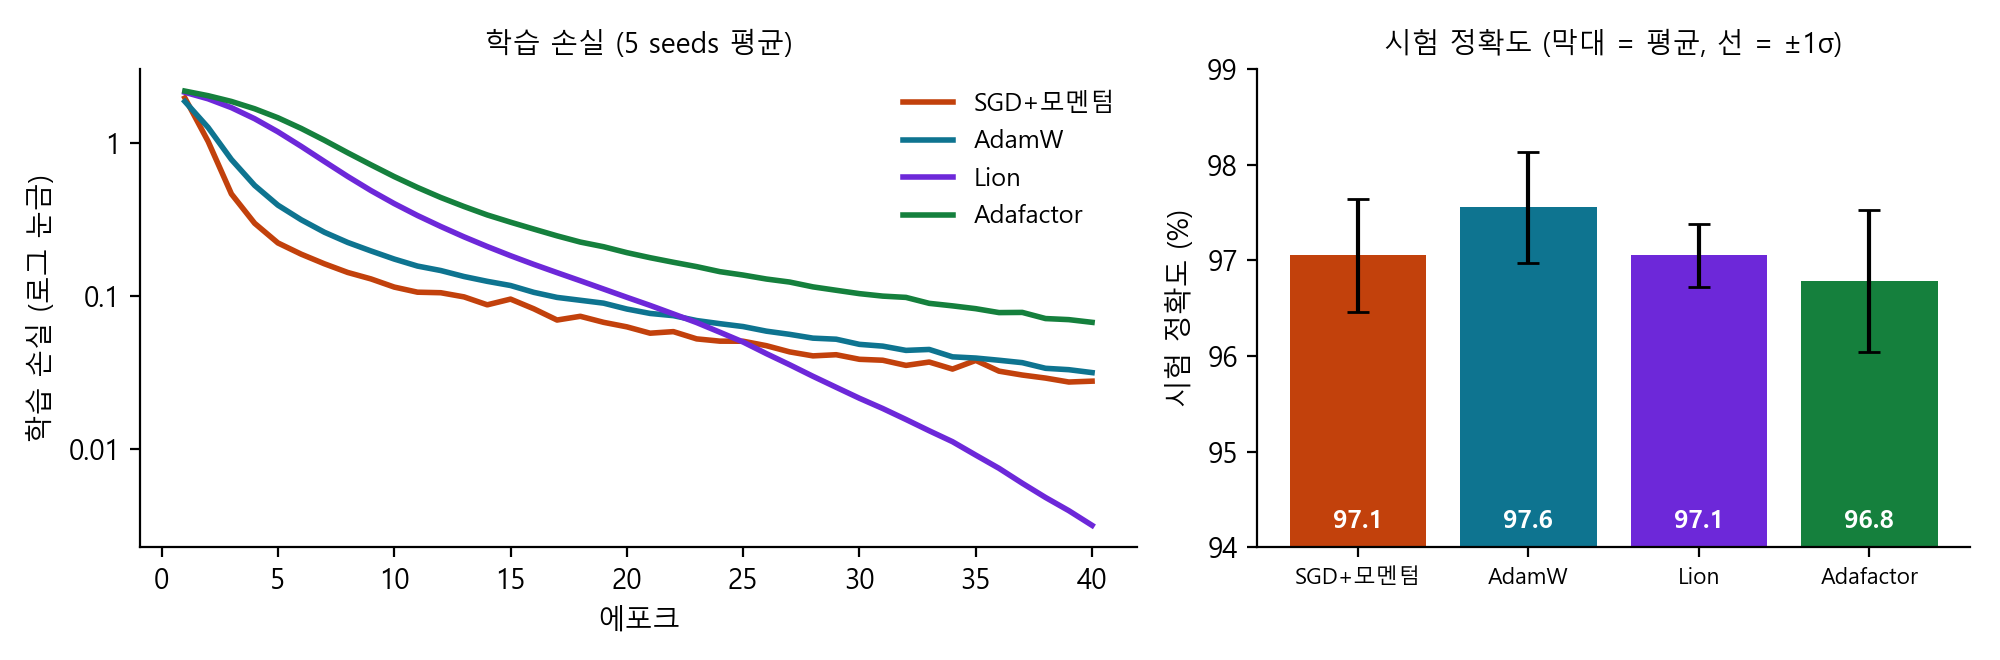 학습 손실 (5 seeds 평균)
학습 손실 (로그 눈금)
1
0.1
0.01
SGD+모멘텀
AdamW
Lion
Adafactor
0 5 10 15 20 25 30 35 40
에포크
시험 정확도 (막대 = 평균, 선 = ±1σ)
시험 정확도 (%)
99
98
97
96
95
94
97.1 97.6 97.1 96.8
SGD+모멘텀 AdamW Lion Adafactor